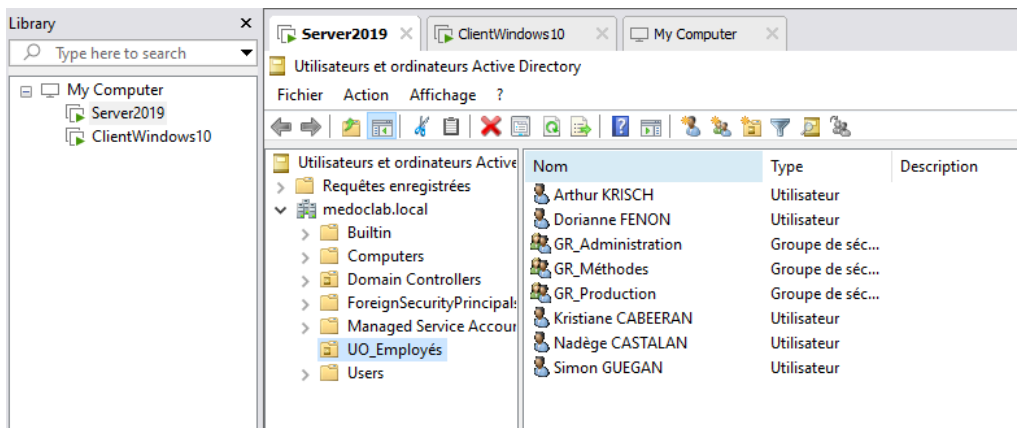 Library
Type here to search
My Computer
Server2019
ClientWindows10
Server2019 ClientWindows10 My Computer
Utilisateurs et ordinateurs Active Directory
Fichier Action Affichage ?
Utilisateurs et ordinateurs Active
Requêtes enregistrées
medoclab.local
Builtin
Computers
Domain Controllers
ForeignSecurityPrincipals
Managed Service Accour
UO_Employés
Users
Nom Type Description
Arthur KRISCH Utilisateur
Dorianne FENON Utilisateur
GR_Administration Groupe de séc...
GR_Méthodes Groupe de séc...
GR_Production Groupe de séc...
Kristiane CABEERAN Utilisateur
Nadège CASTALAN Utilisateur
Simon GUEGAN Utilisateur